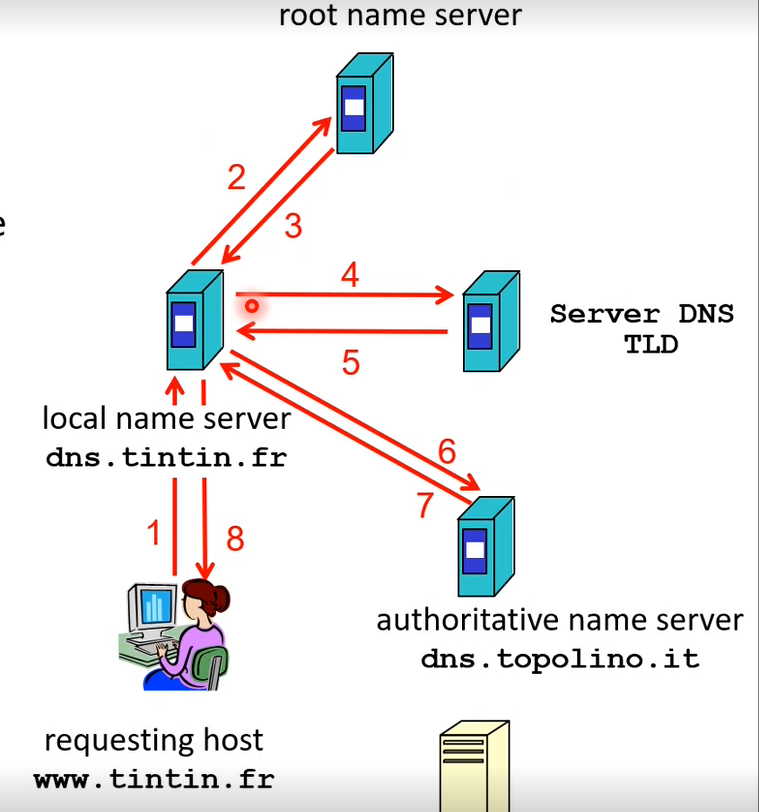 root name server
2
3
e
4
Server DNS
TLD
5
local name server
dns.tintin.fr
6
7
1
8
authoritative name server
dns.topolino.it
requesting host
www.tintin.fr